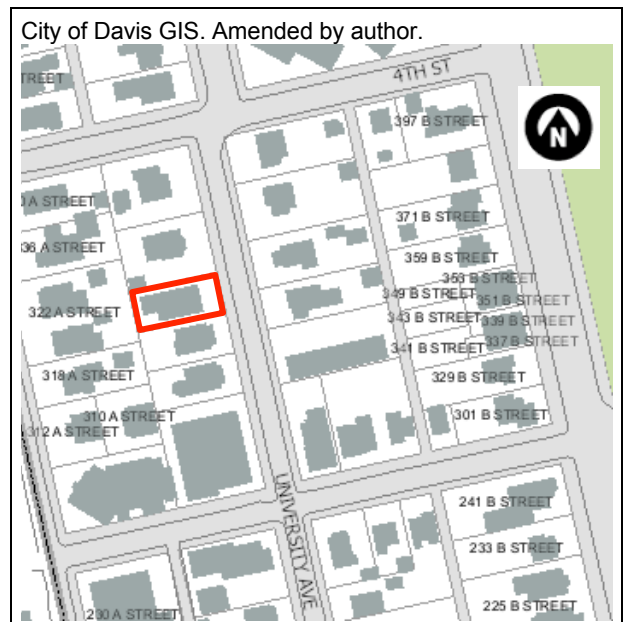 City of Davis GIS. Amended by author.
4TH ST
TREET
397 B STREET
N
A STREET
371 B STREET
36 A STREET
359 B STREET
353 B STREET
349 B STREET
351 B STREET
322 A STREET
343 B STREET
339 B STREET
341 B STREET
337 B STREET
318 A STREET
329 B STREET
310 A STREET
301 B STREET
312 A STREET
UNIVERSITY AVE
241 B STREET
233 B STREET
230 A STREET
225 B STREET